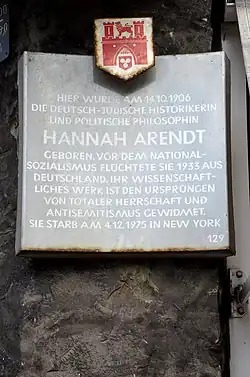 HIER WURDE AM 14.10.1906
DIE DEUTSCH-JÜDISCHE HISTORIKERIN
UND POLITISCHE PHILOSOPHIN
HANNAH ARENDT
GEBOREN. VOR DEM NATIONAL-
SOZIALISMUS FLÜCHTETE SIE 1933 AUS
DEUTSCHLAND. IHR WISSENSCHAFT-
LICHES WERK IST DEN URSPRÜNGEN
VON TOTALER HERRSCHAFT UND
ANTISEMITISMUS GEWIDMET.
SIE STARB AM 4.12.1975 IN NEW YORK
129